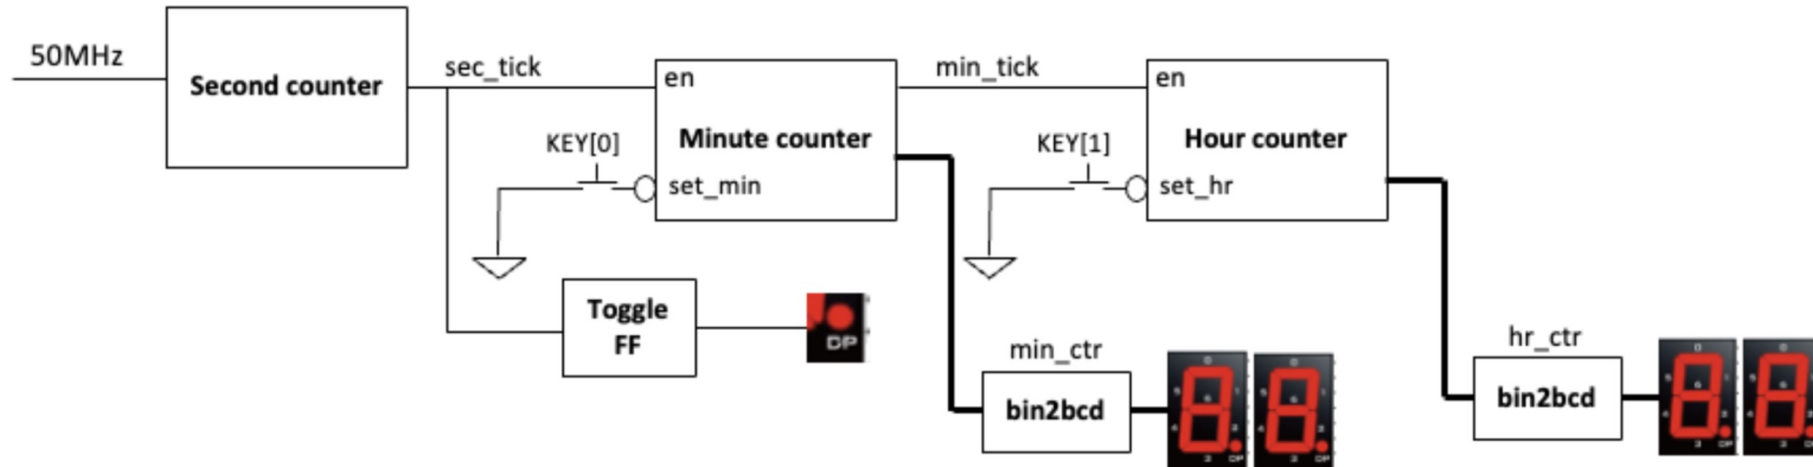 50MHz
Second counter
sec_tick
en
Minute counter
KEY[0]
set_min
min_tick
en
Hour counter
KEY[1]
set_hr
Toggle
FF
DP
min_ctr
bin2bcd
hr_ctr
bin2bcd